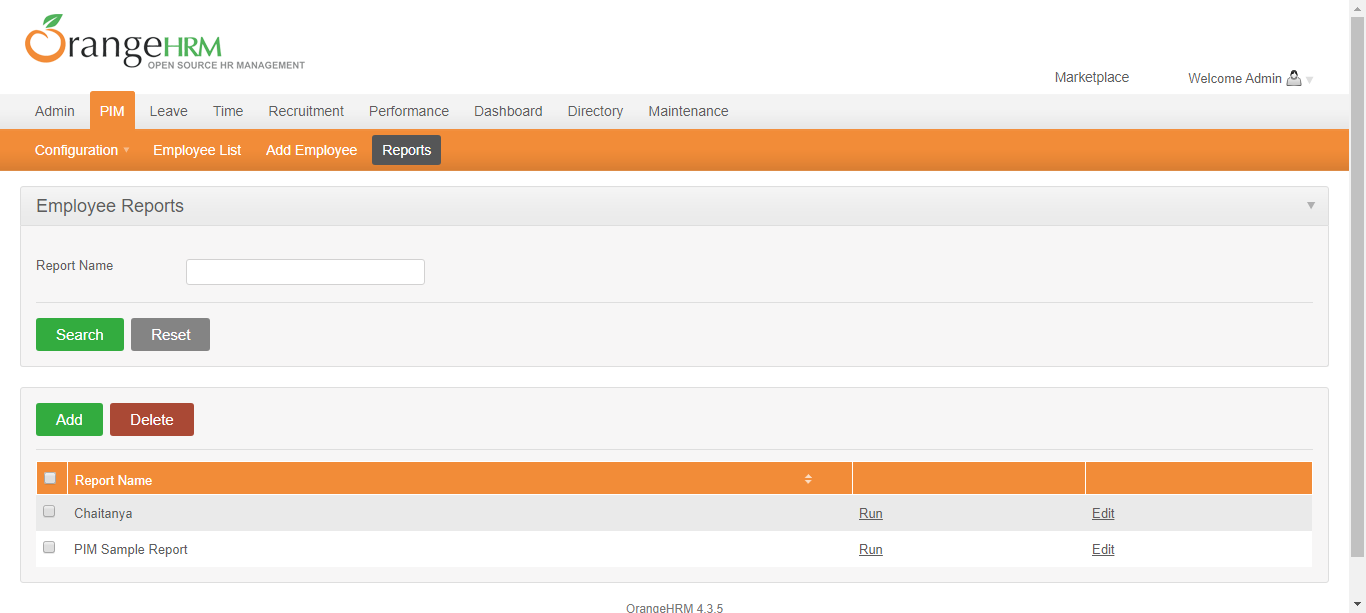 OrangeHRM
OPEN SOURCE HR MANAGEMENT
Marketplace Welcome Admin
Admin PIM Leave Time Recruitment Performance Dashboard Directory Maintenance
Configuration Employee List Add Employee Reports
Employee Reports
Report Name
Search Reset
Add Delete
Report Name
Chaitanya Run Edit
PIM Sample Report Run Edit
OrangeHRM 4.3.5